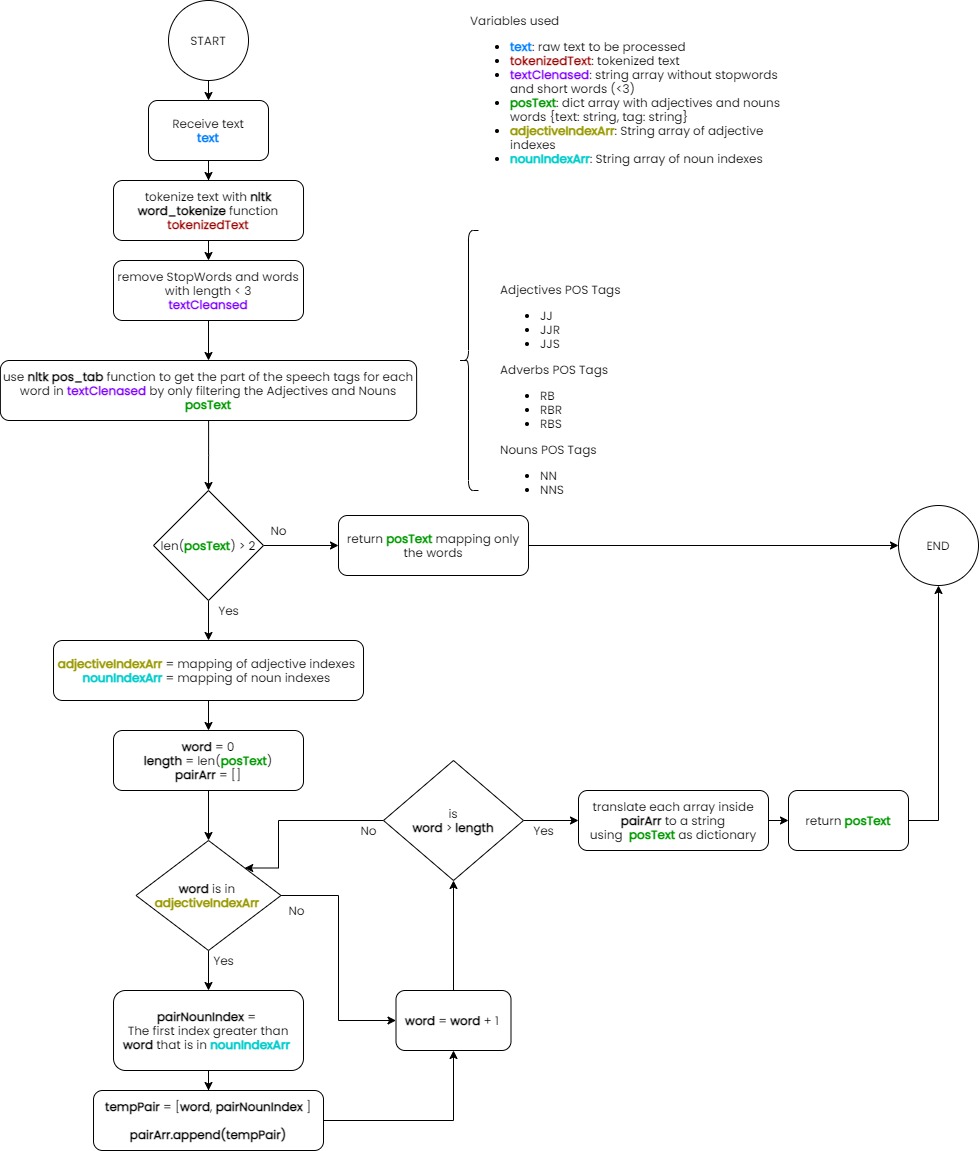 START
Variables used
text: raw text to be processed
tokenizedText: tokenized text
textClenased: string array without stopwords
and short words (<3)
posText: dict array with adjectives and nouns
words {text: string, tag: string}
adjectiveIndexArr: String array of adjective
indexes
nounIndexArr: String array of noun indexes
Receive text
text
tokenize text with nltk
word_tokenize function
tokenizedText
remove StopWords and words
with length < 3
textCleansed
use nltk pos_tab function to get the part of the speech tags for each
word in textClenased by only filtering the Adjectives and Nouns
posText
Adjectives POS Tags
JJ
JJR
JJS
Adverbs POS Tags
RB
RBR
RBS
Nouns POS Tags
NN
NNS
len(posText) > 2
No
return posText mapping only
the words
END
Yes
adjectiveIndexArr = mapping of adjective indexes
nounIndexArr = mapping of noun indexes
word = 0
length = len(posText)
pairArr = []
is
word > length
No
Yes
translate each array inside
pairArr to a string
using posText as dictionary
return posText
word is in
adjectiveIndexArr
No
Yes
pairNounIndex =
The first index greater than
word that is in nounIndexArr
word = word + 1
tempPair = [word, pairNounIndex ]
pairArr.append(tempPair)